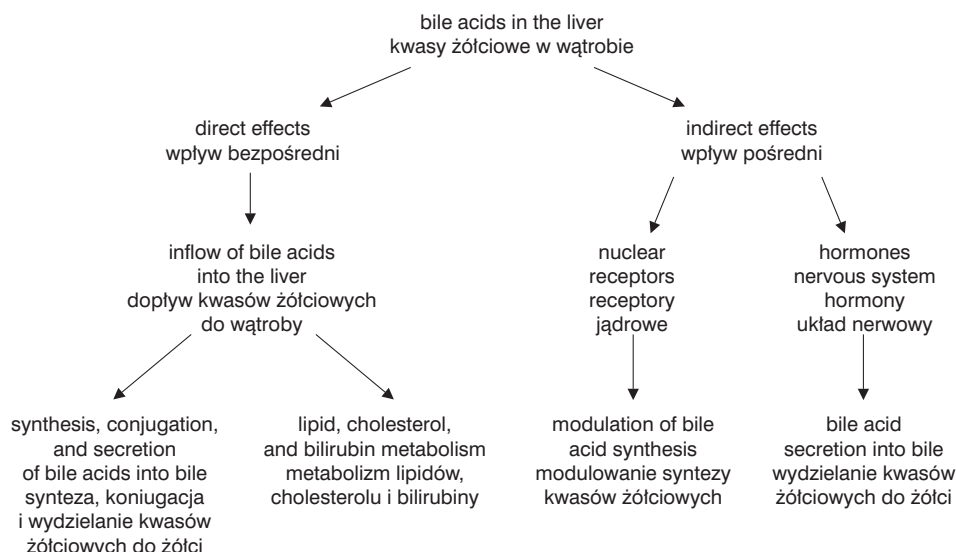 bile acids in the liver
kwasy żółciowe w wątrobie
direct effects
wpływ bezpośredni
indirect effects
wpływ pośredni
inflow of bile acids
into the liver
dopływ kwasów żółciowych
do wątroby
nuclear
receptors
receptory
jądrowe
hormones
nervous system
hormony
układ nerwowy
synthesis, conjugation,
and secretion
of bile acids into bile
synteza, koniugacja
i wydzielanie kwasów
żółciowych do żółci
lipid, cholesterol,
and bilirubin metabolism
metabolizm lipidów,
cholesterolu i bilirubiny
modulation of bile
acid synthesis
modulowanie syntezy
kwasów żółciowych
bile acid
secretion into bile
wydzielanie kwasów
żółciowych do żółci